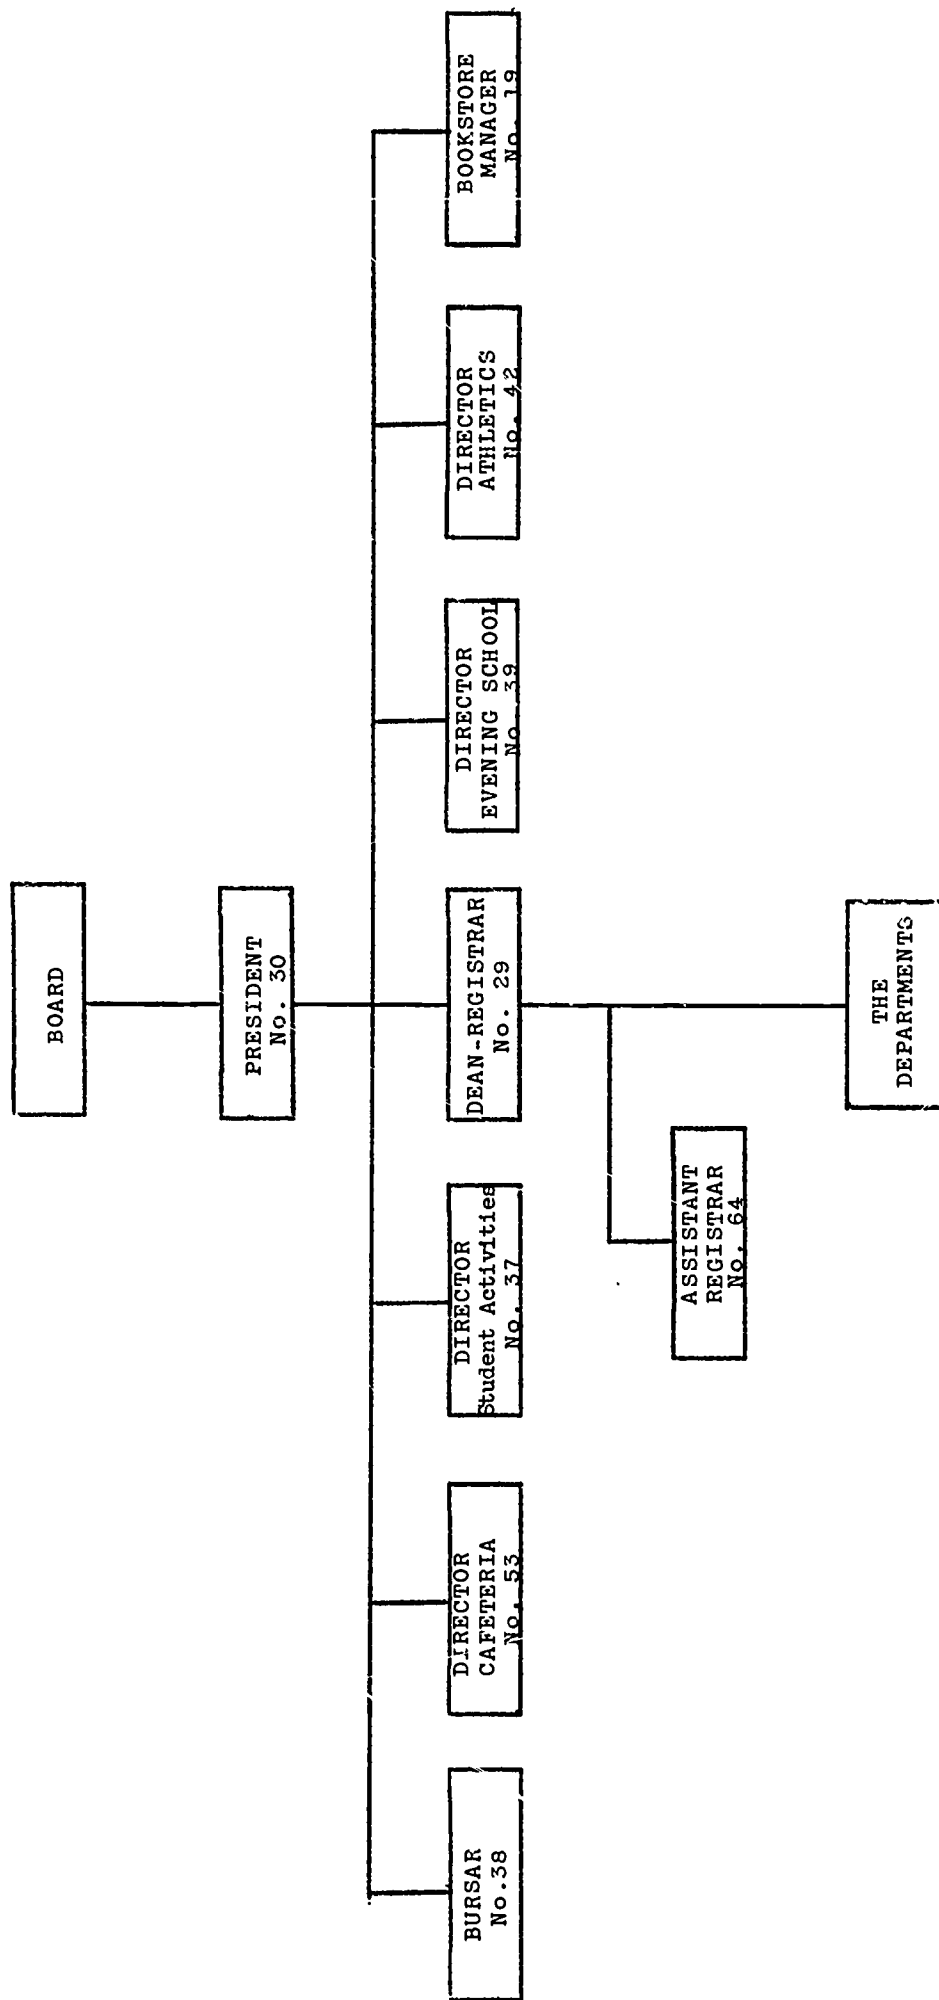 BOARD
PRESIDENT
No. 30
BURSAR
No.38
DIRECTOR
CAFETERIA
No. 53
DIRECTOR
Student Activities
No. 37
DEAN-REGISTRAR
No. 29
DIRECTOR
EVENING SCHOOL
No. 39
DIRECTOR
ATHLETICS
No. 42
BOOKSTORE
MANAGER
No. 19
ASSISTANT
REGISTRAR
No. 64
THE
DEPARTMENTS